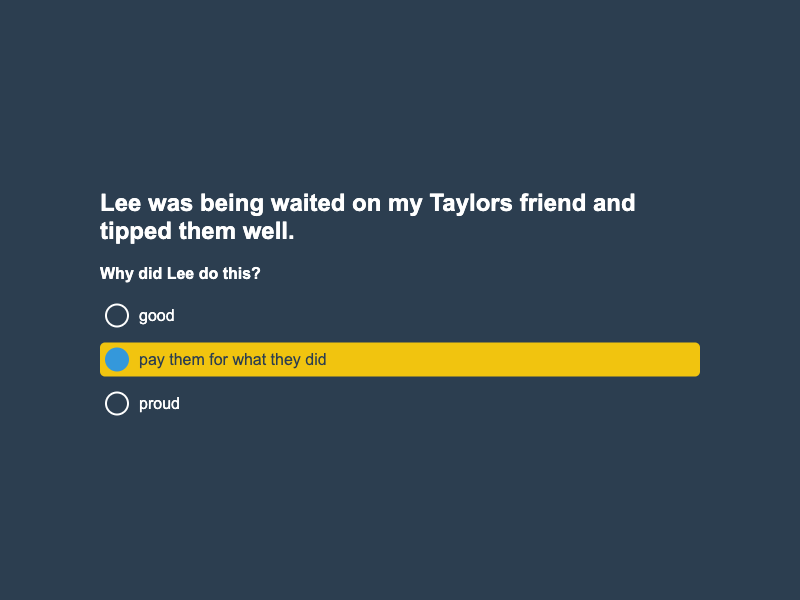 Lee was being waited on my Taylors friend and
tipped them well.
Why did Lee do this?
good
pay them for what they did
proud